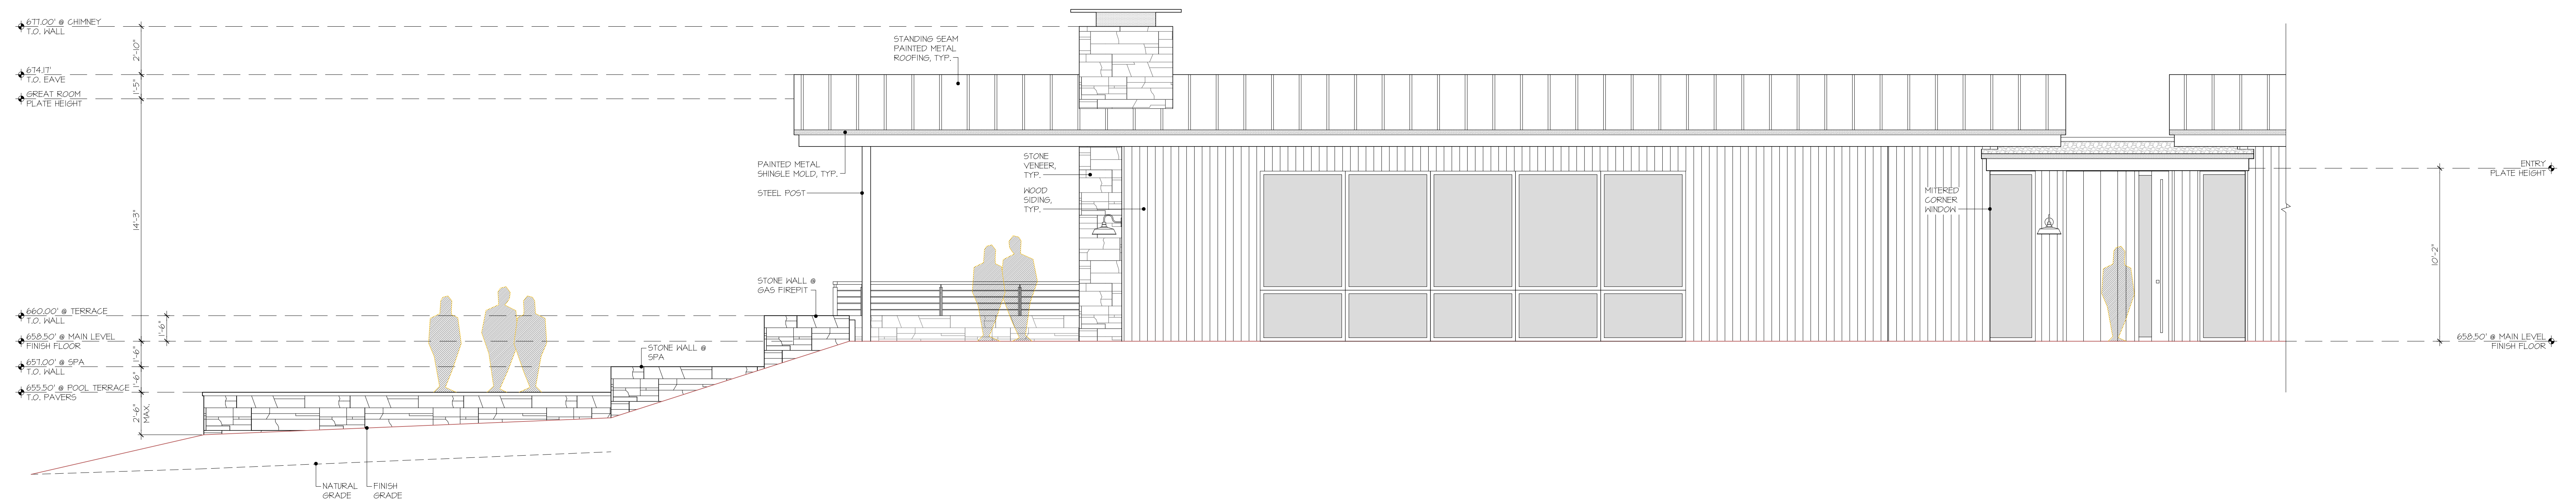 677.00' @ CHIMNEY
T.O. WALL
2'-10"
674.17'
T.O. EAVE
1'-5"
GREAT ROOM
PLATE HEIGHT
14'-3"
660.00' @ TERRACE
T.O. WALL
1'-6"
658.50' @ MAIN LEVEL
FINISH FLOOR
1'-6"
657.00' @ SPA
T.O. WALL
1'-6"
655.50' @ POOL TERRACE
T.O. PAVERS
2'-6"
MAX.
NATURAL
GRADE
FINISH
GRADE
STONE WALL @
SPA
STONE WALL @
GAS FIREPIT
STEEL POST
PAINTED METAL
SHINGLE MOLD, TYP.
STANDING SEAM
PAINTED METAL
ROOFING, TYP.
STONE
VENEER,
TYP.
WOOD
SIDING,
TYP.
MITERED
CORNER
WINDOW
ENTRY
PLATE HEIGHT
10'-2"
658.50' @ MAIN LEVEL
FINISH FLOOR